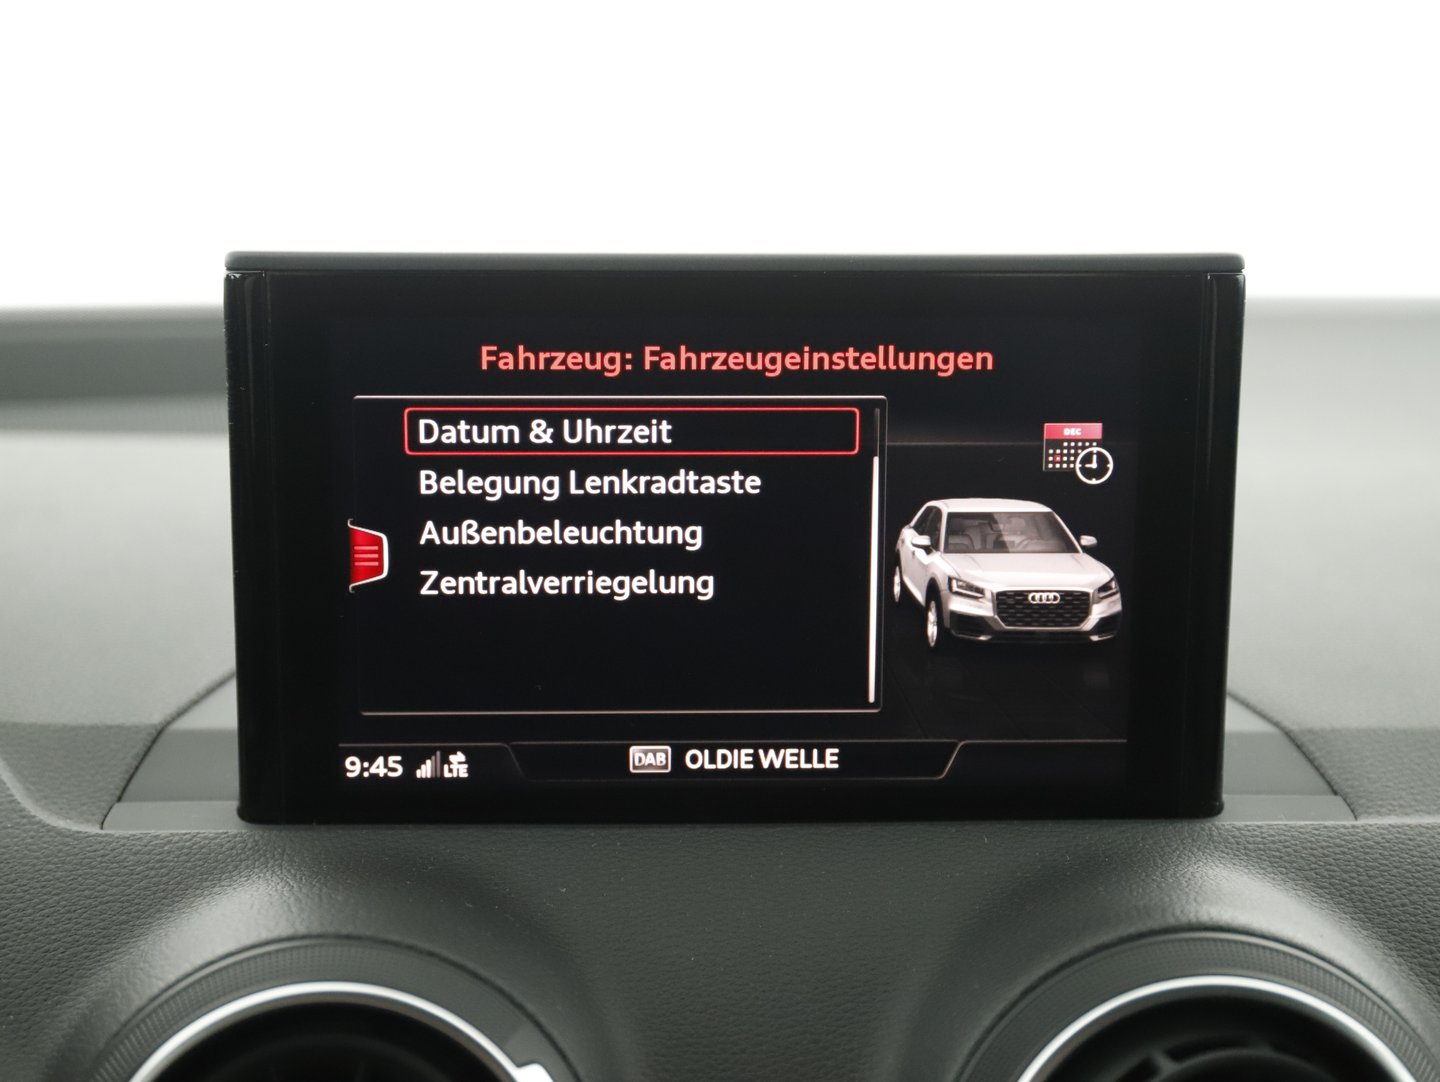 Fahrzeug: Fahrzeugeinstellungen
Datum & Uhrzeit
DEC
Belegung Lenkradtaste
Außenbeleuchtung
Zentralverriegelung
9:45 LTE
DAB OLDIE WELLE